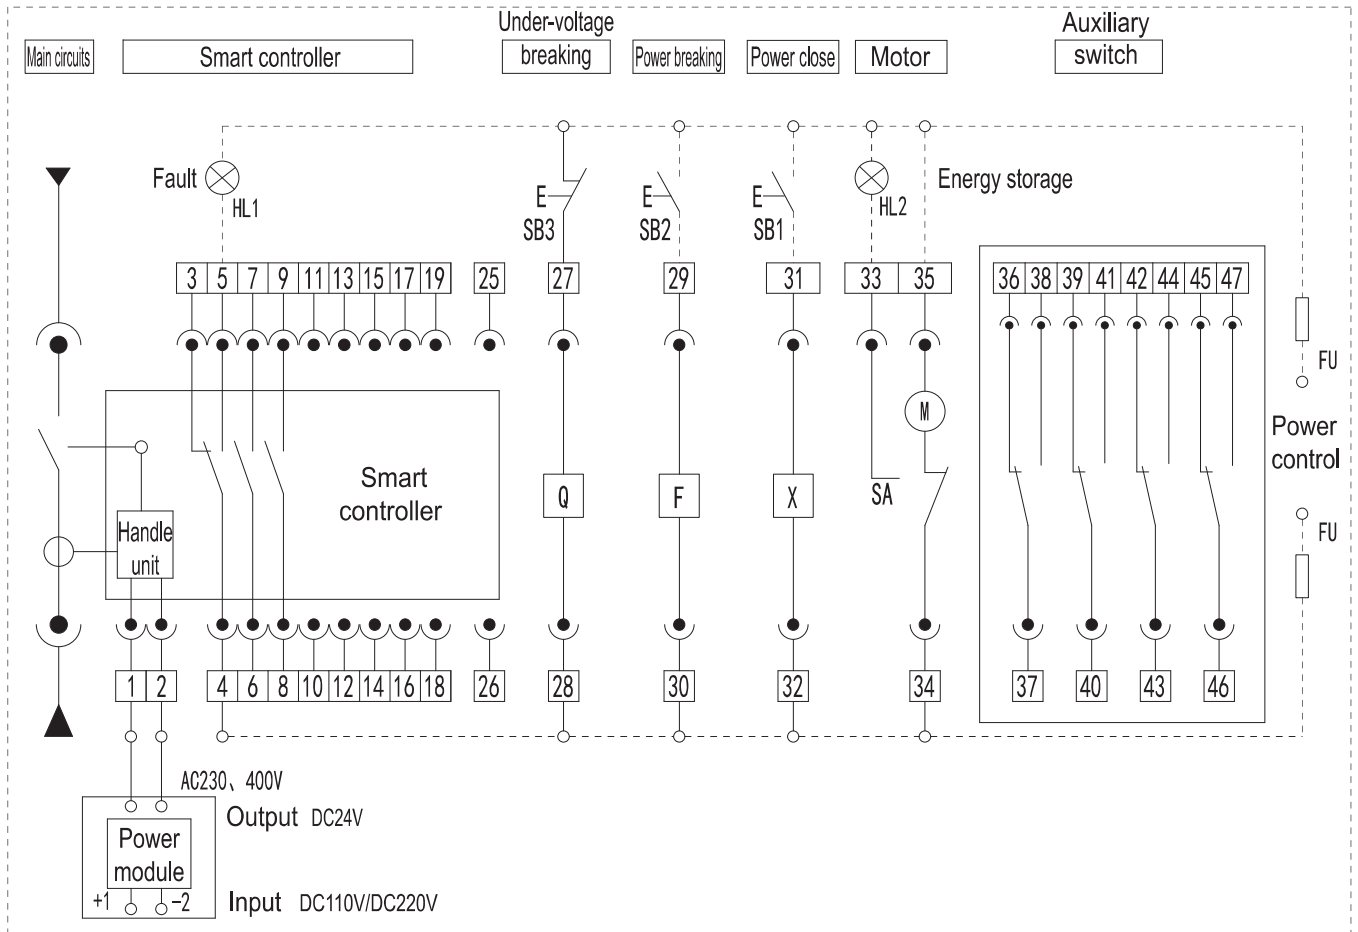 Under-voltage
breaking
Auxiliary
switch
Main circuits
Smart controller
Power breaking
Power close
Motor
Fault
HL1
E
SB3
E
SB2
E
SB1
HL2
Energy storage
3 5 7 9 11 13 15 17 19 25 27 29 31 33 35 36 38 39 41 42 44 45 47
FU
M
Power
control
Smart
controller
Q
F
X
SA
Handle
unit
FU
1 2 4 6 8 10 12 14 16 18 26 28 30 32 34 37 40 43 46
AC230、400V
Output DC24V
Power
module
+1
-2
Input DC110V/DC220V